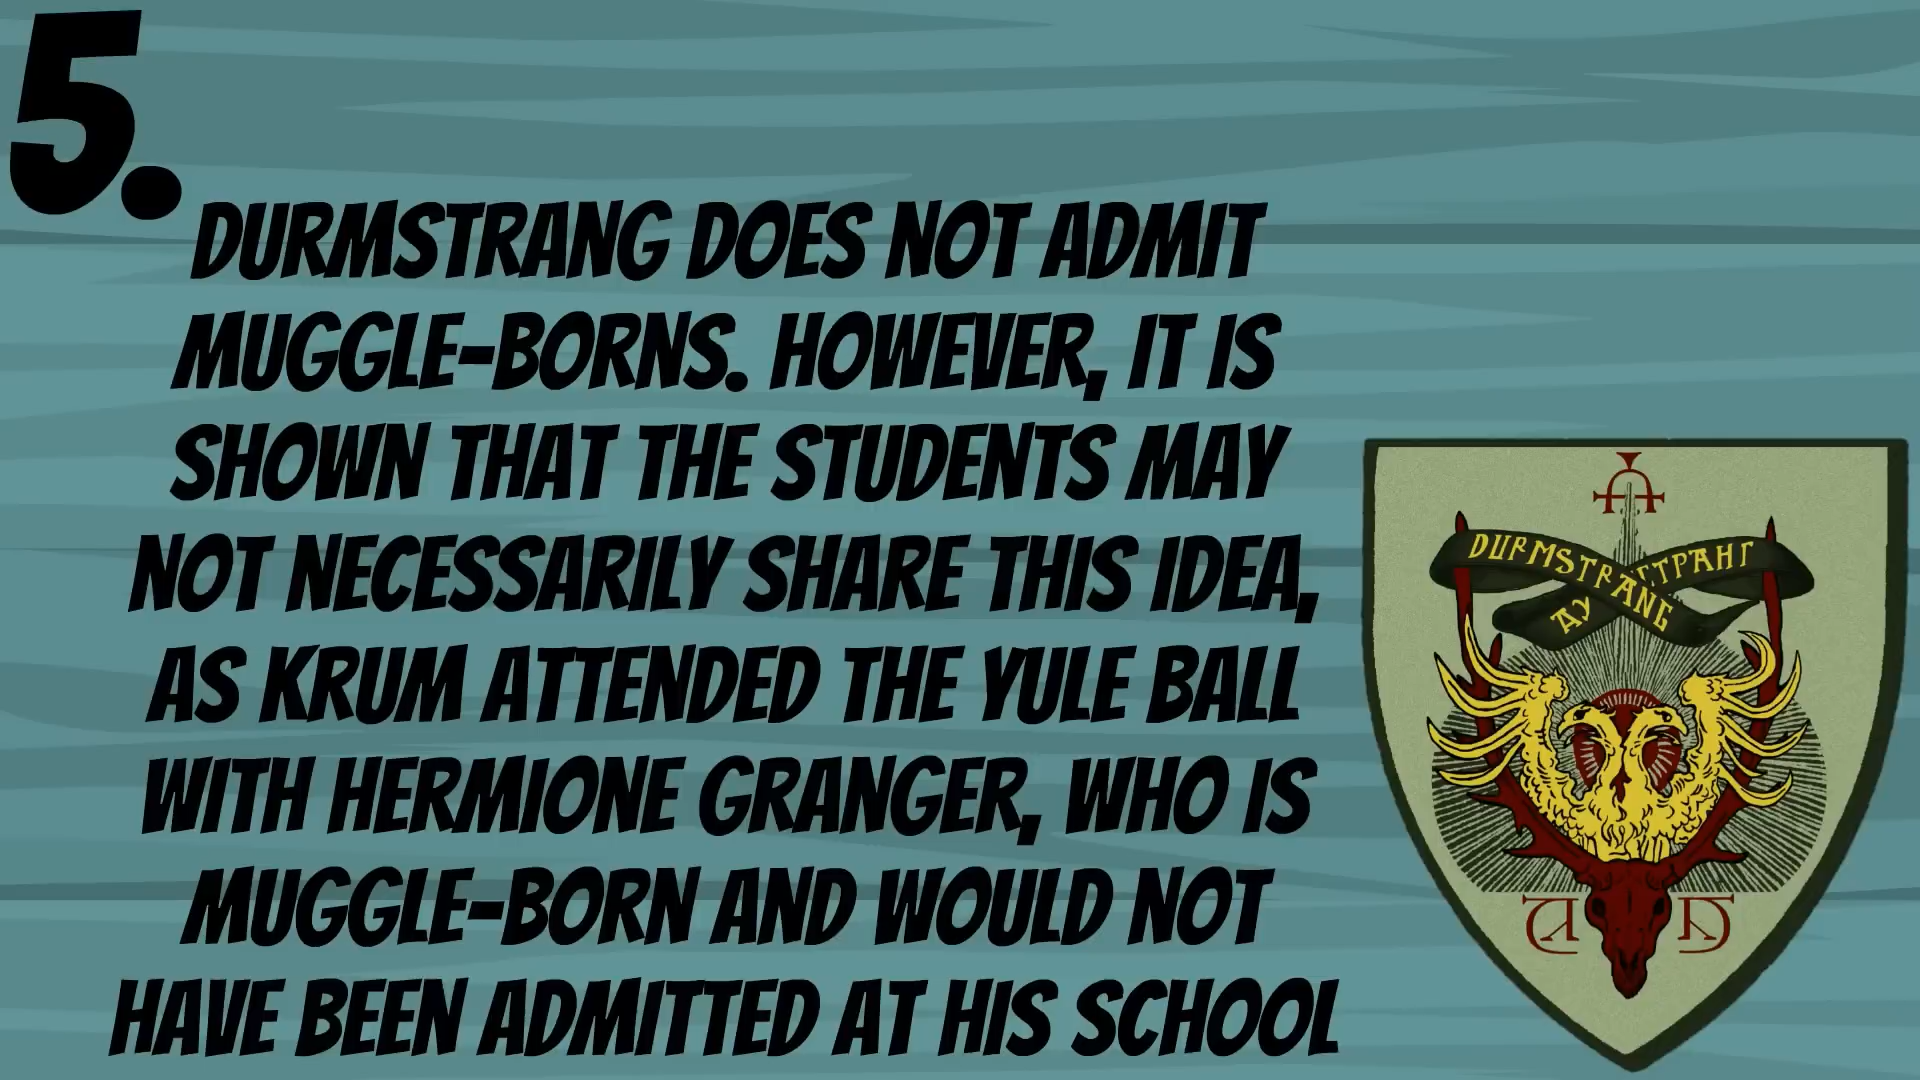 5.
DURMSTRANG DOES NOT ADMIT
MUGGLE-BORNS. HOWEVER, IT IS
SHOWN THAT THE STUDENTS MAY
NOT NECESSARILY SHARE THIS IDEA,
AS KRUM ATTENDED THE YULE BALL
WITH HERMIONE GRANGER, WHO IS
MUGGLE-BORN AND WOULD NOT
HAVE BEEN ADMITTED AT HIS SCHOOL
DURMSTRANG